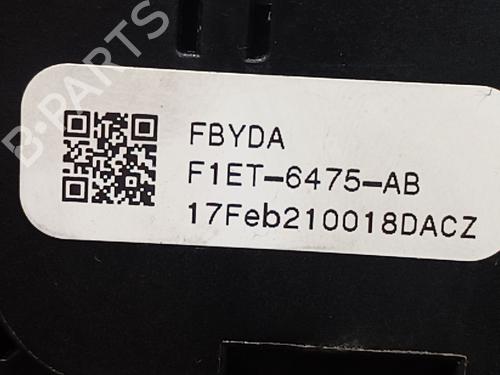 B-PARTS
FBYDA
F1ET-6475-AB
17Feb210018DACZ